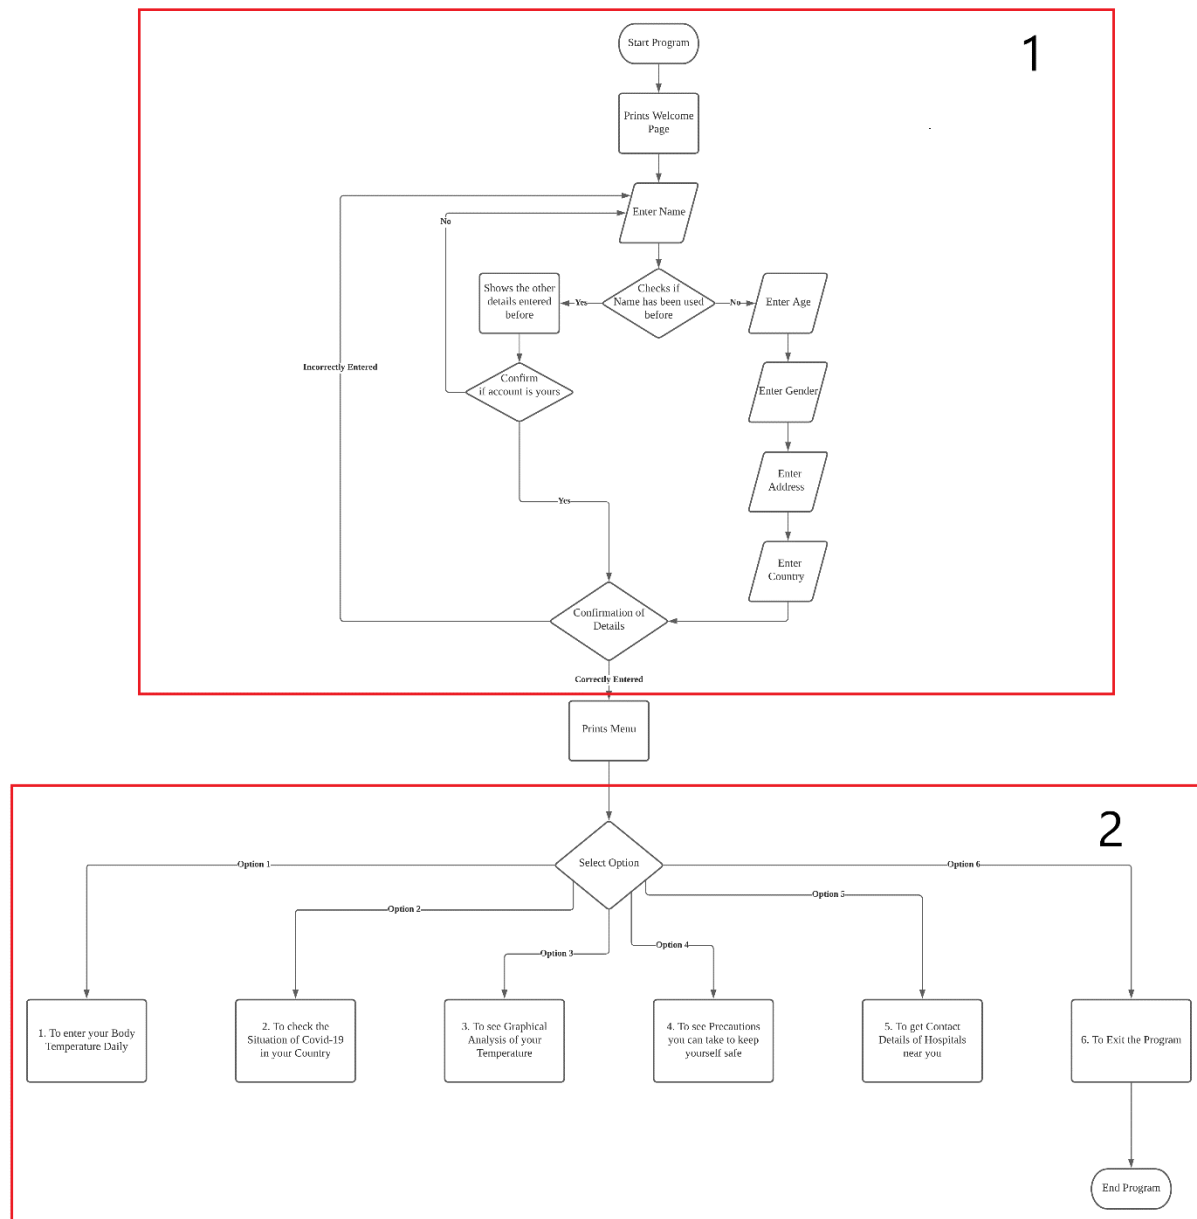 Start Program
1
Prints Welcome
Page
Enter Name
No
Shows the other
details entered
before
Yes
Checks if
Name has been used
before
No
Enter Age
Incorrectly Entered
Confirm
if account is yours
Enter Gender
Enter
Address
Yes
Enter
Country
Confirmation of
Details
Correctly Entered
Prints Menu
2
Select Option
Option 1
Option 6
Option 5
Option 2
Option 4
Option 3
1. To enter your Body
Temperature Daily
2. To check the
Situation of Covid-19
in your Country
3. To see Graphical
Analysis of your
Temperature
4. To see Precautions
you can take to keep
yourself safe
5. To get Contact
Details of Hospitals
near you
6. To Exit the Program
End Program